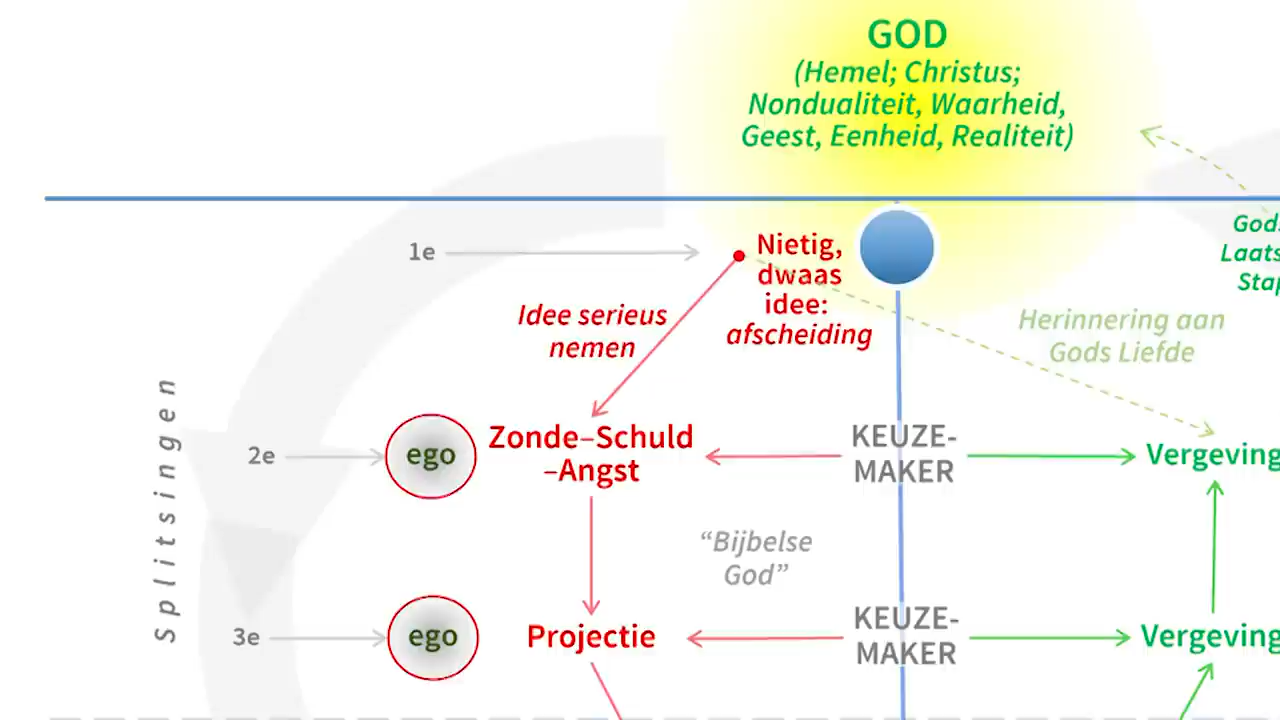 GOD
(Hemel; Christus;
Nondualiteit, Waarheid,
Geest, Eenheid, Realiteit)
1e
Nietig,
dwaas
idee:
afscheiding
Idee serieus
nemen
Herinnering aan
Gods Liefde
Splitsingen
2e
ego
Zonde–Schuld
–Angst
KEUZE-
MAKER
Vergeving
“Bijbelse
God”
3e
ego
Projectie
KEUZE-
MAKER
Vergeving